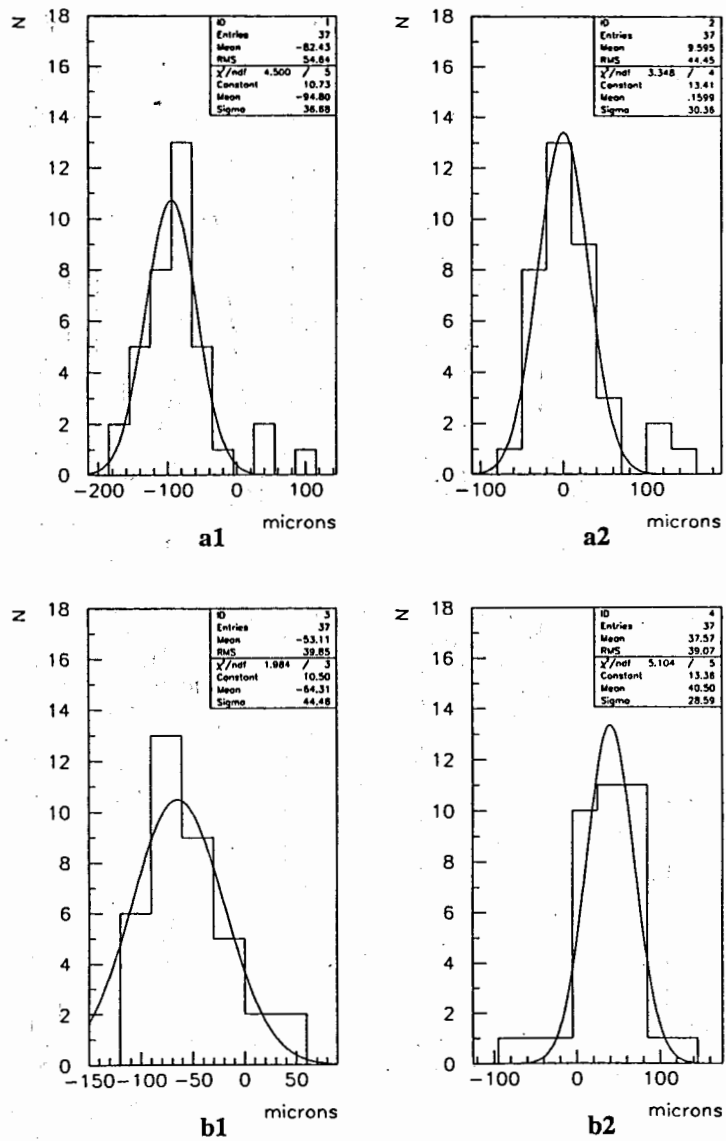 N
18
16
14
12
10
8
6
4
2
0
−200 −100 0 100
microns
ID 1
Entries 37
Mean −82.43
RMS 54.64
χ²/ndf 4.500 / 5
Constant 10.73
Mean −94.80
Sigma 36.68
a1
N
18
16
14
12
10
8
6
4
2
0
−100 0 100
microns
ID 2
Entries 37
Mean 9.595
RMS 44.45
χ²/ndf 3.348 / 4
Constant 13.41
Mean .1599
Sigma 30.36
a2
N
18
16
14
12
10
8
6
4
2
0
−150 −100 −50 0 50
microns
ID 3
Entries 37
Mean −53.11
RMS 39.85
χ²/ndf 1.984 / 3
Constant 10.50
Mean −64.31
Sigma 44.48
b1
N
18
16
14
12
10
8
6
4
2
0
−100 0 100
microns
ID 4
Entries 37
Mean 37.57
RMS 39.07
χ²/ndf 5.104 / 5
Constant 13.38
Mean 40.50
Sigma 28.59
b2